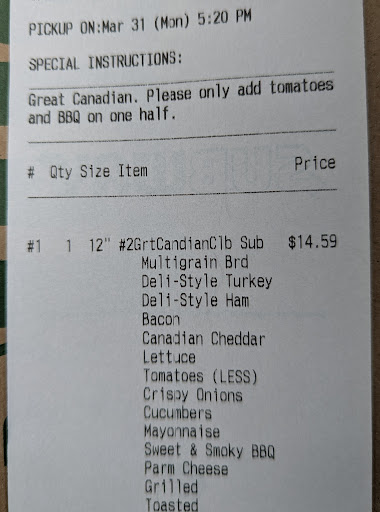 PICKUP ON:Mar 31 (Mon) 5:20 PM
SPECIAL INSTRUCTIONS:
Great Canadian. Please only add tomatoes
and BBQ on one half.
# Qty Size Item Price
#1 1 12" #2GrtCandianClb Sub $14.59
Multigrain Brd
Deli-Style Turkey
Deli-Style Ham
Bacon
Canadian Cheddar
Lettuce
Tomatoes (LESS)
Crispy Onions
Cucumbers
Mayonnaise
Sweet & Smoky BBQ
Parm Cheese
Grilled
Toasted